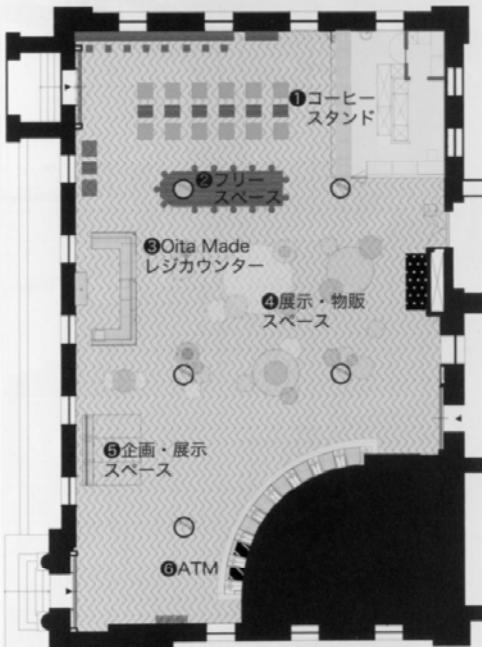 ❶コーヒー
スタンド
❷フリー
スペース
❸Oita Made
レジカウンター
❹展示・物販
スペース
❺企画・展示
スペース
❻ATM